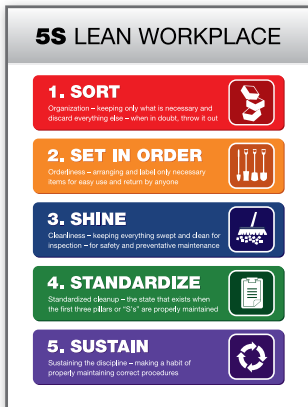 5S LEAN WORKPLACE
1. SORT
Organization – keeping only what is necessary and
discard everything else – when in doubt, throw it out
2. SET IN ORDER
Orderliness – arranging and label only necessary
items for easy use and return by anyone
3. SHINE
Cleanliness – keeping everything swept and clean for
inspection – for safety and preventative maintenance
4. STANDARDIZE
Standardized cleanup – the state that exists when
the first three pillars or "S's" are properly maintained
5. SUSTAIN
Sustaining the discipline – making a habit of
properly maintaining correct procedures